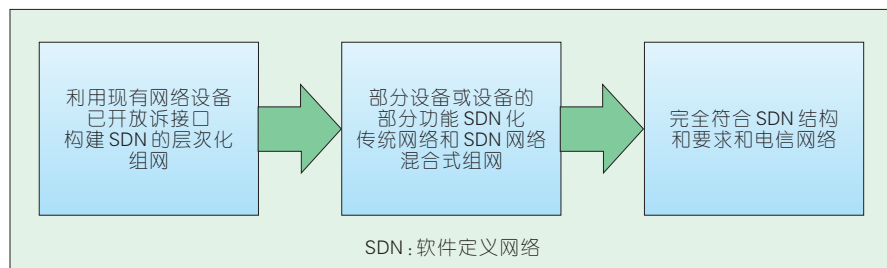 利用现有网络设备
已开放诉接口
构建 SDN 的层次化
组网
部分设备或设备的
部分功能 SDN 化
传统网络和 SDN 网络
混合式组网
完全符合 SDN 结构
和要求和电信网络
SDN：软件定义网络